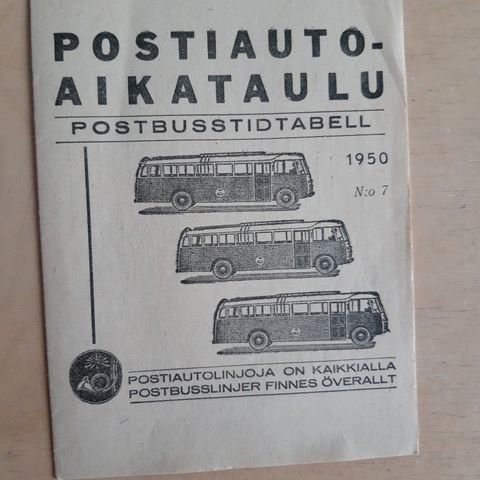 POSTIAUTO-
AIKATAULU
POSTBUSSTIDTABELL
1950
N:o 7
POSTIAUTOLINJOJA ON KAIKKIALLA
POSTBUSSLINJER FINNES ÖVERALLT